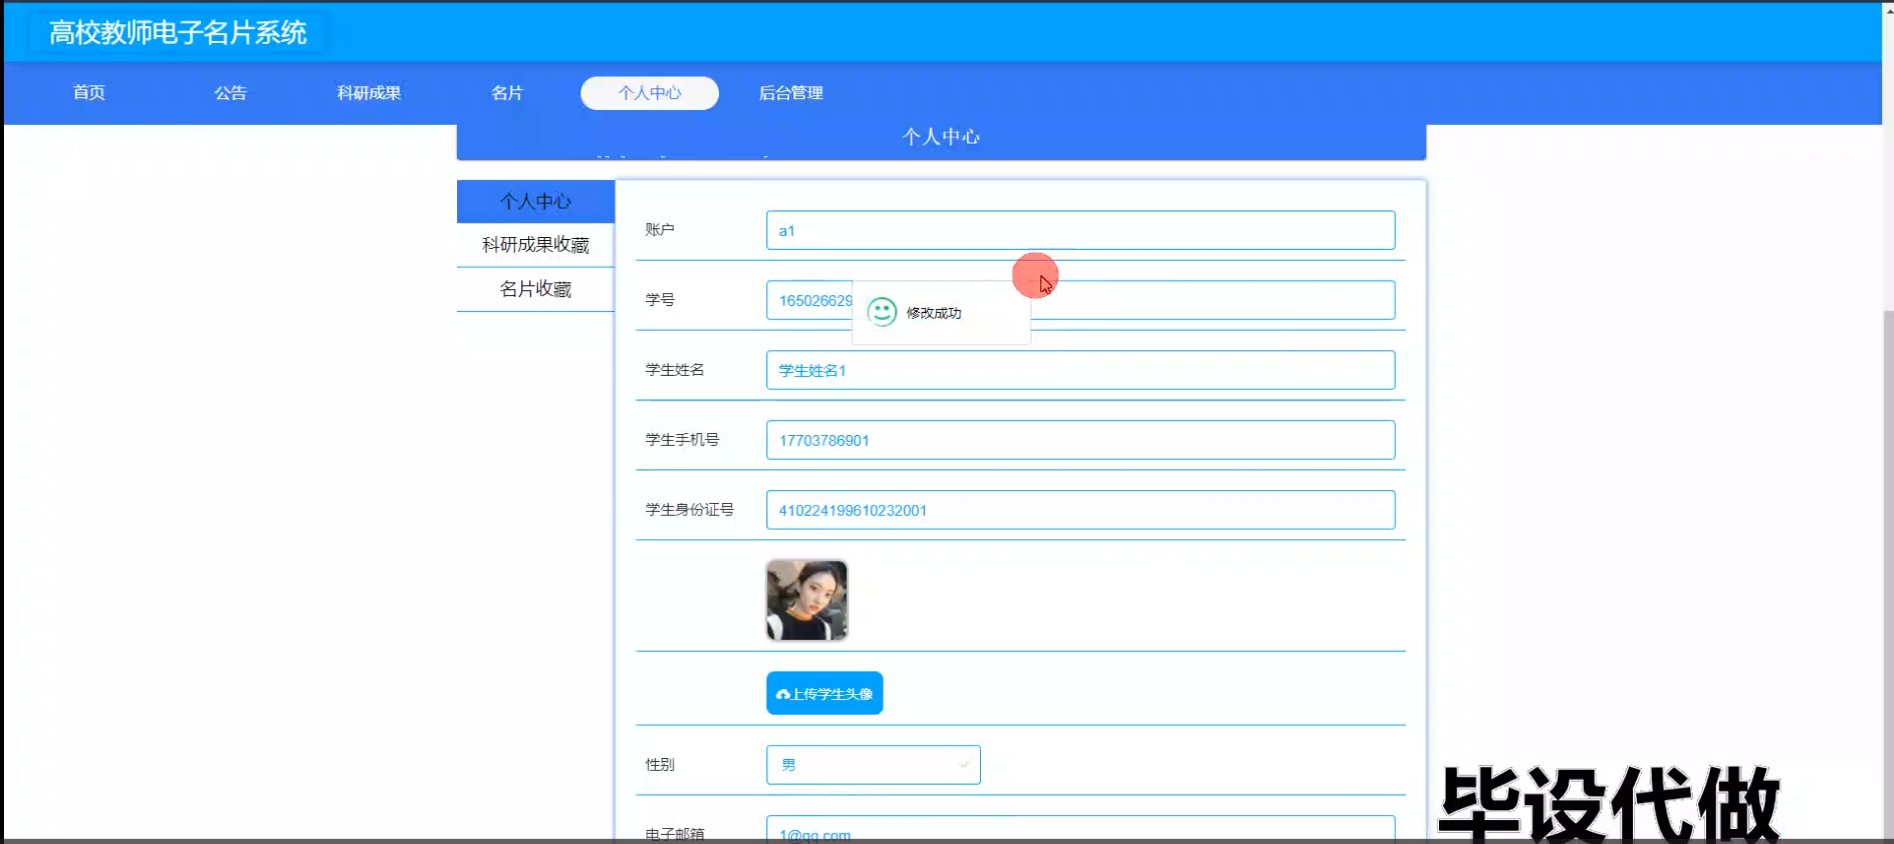 高校教师电子名片系统
首页 公告 科研成果 名片 个人中心 后台管理
个人中心
个人中心
科研成果收藏
名片收藏
账户 a1
学号 165026629
修改成功
学生姓名 学生姓名1
学生手机号 17703786901
学生身份证号 410224199610232001
上传学生头像
性别 男
电子邮箱 1@qq.com
毕设代做